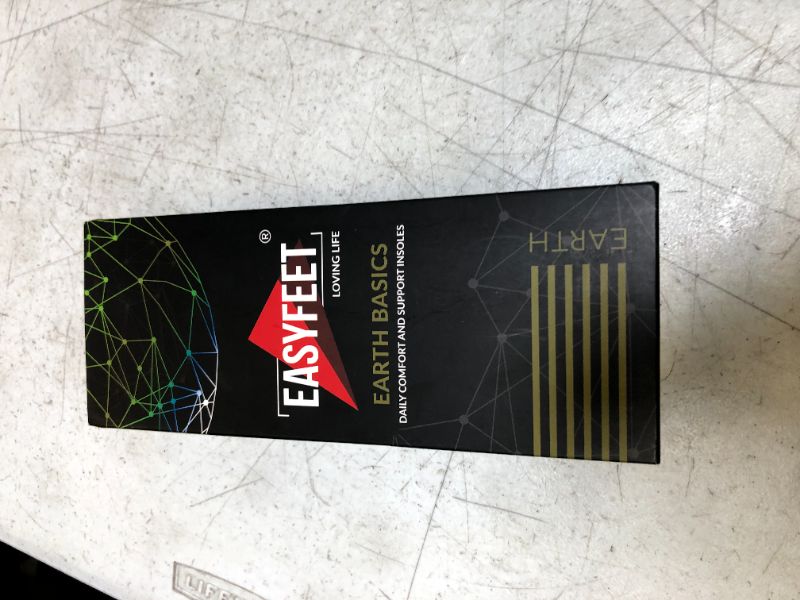 EASYFEET®
LOVING LIFE
EARTH BASICS
DAILY COMFORT AND SUPPORT INSOLES
EARTH